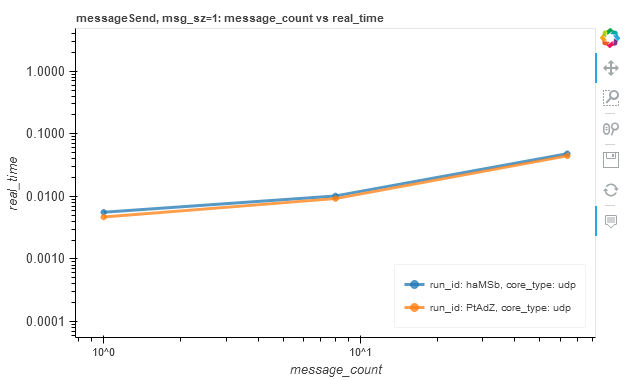 messageSend, msg_sz=1: message_count vs real_time
1.0000
0.1000
0.0100
0.0010
0.0001
real_time
run_id: haMSb, core_type: udp
run_id: PtAdZ, core_type: udp
10^0
10^1
message_count